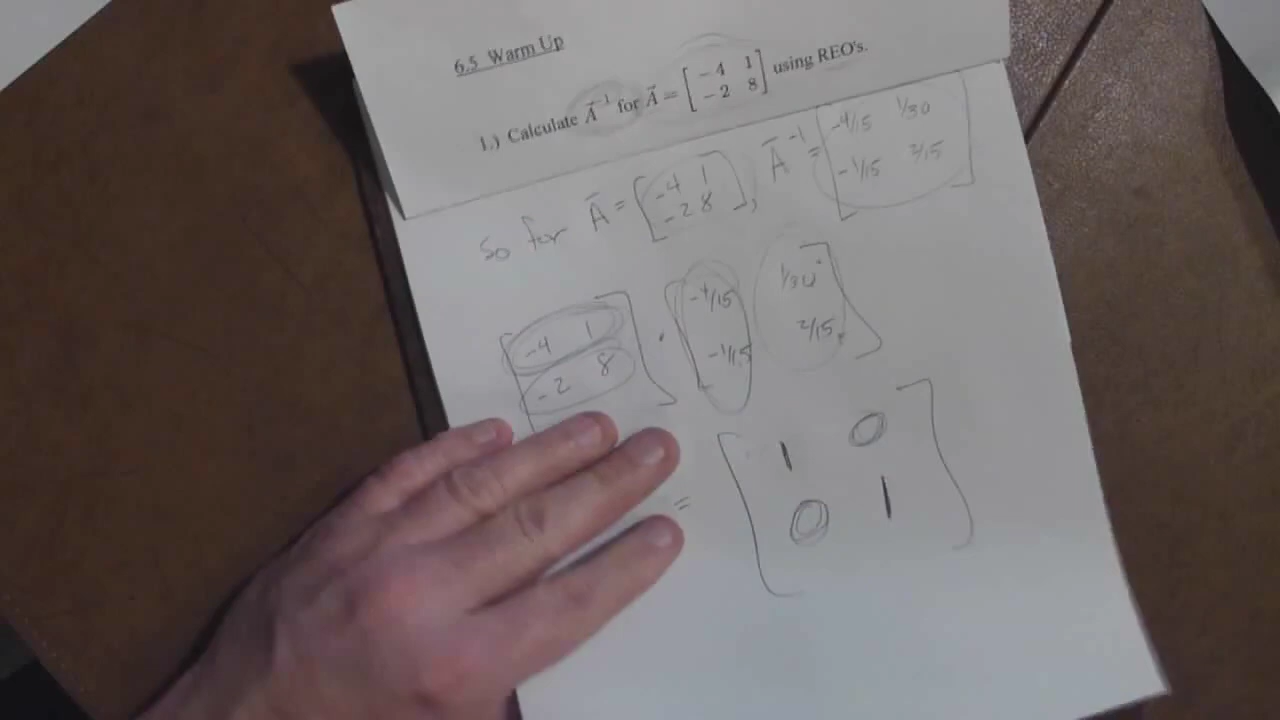 6.5 Warm Up
1.) Calculate A⃗⁻¹ for A⃗ = [ -4 1 ; -2 8 ] using REO's.
So for A̅ = [ -4 1 ; -2 8 ], A̅⁻¹ = [ -4/15 1/30 ; -1/15 2/15 ]
[ -4 1 ; -2 8 ] · [ -4/15 1/30 ; -1/15 2/15 ]
= [ 1 0 ; 0 1 ]